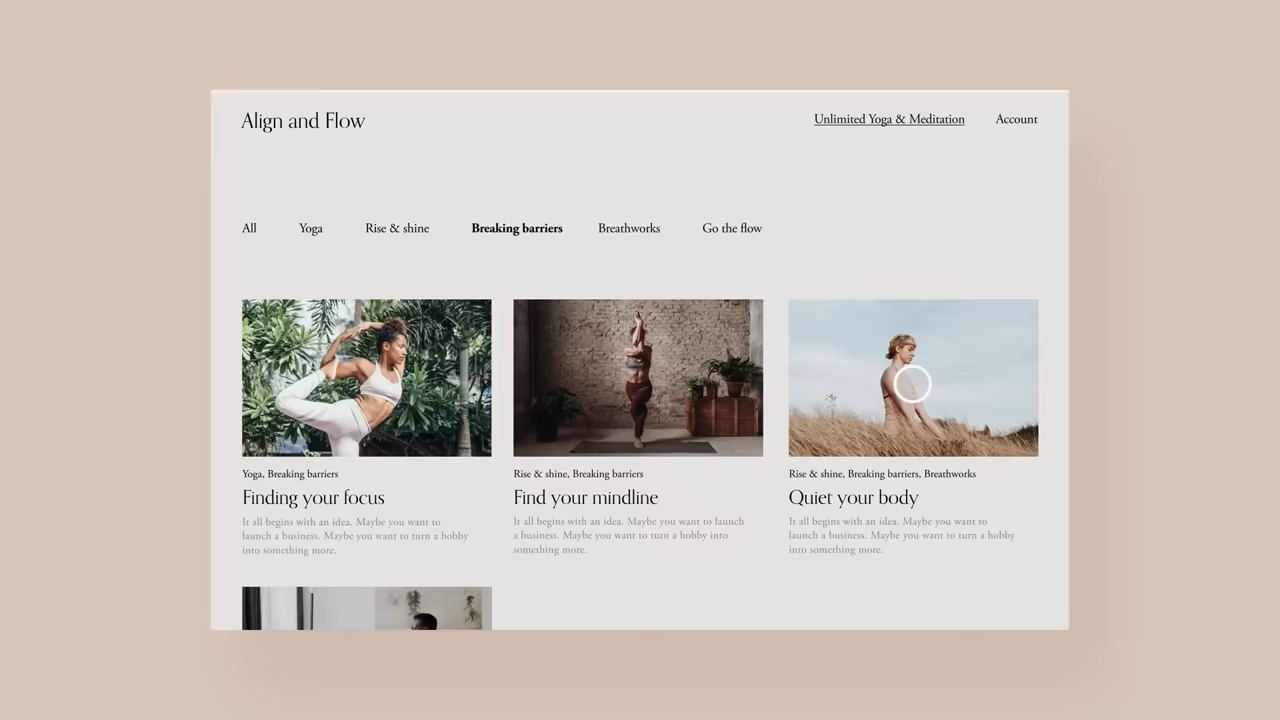 Align and Flow
Unlimited Yoga & Meditation
Account
All
Yoga
Rise & shine
Breaking barriers
Breathworks
Go the flow
Yoga, Breaking barriers
Finding your focus
It all begins with an idea. Maybe you want to
launch a business. Maybe you want to turn a hobby
into something more.
Rise & shine, Breaking barriers
Find your mindline
It all begins with an idea. Maybe you want to launch
a business. Maybe you want to turn a hobby into
something more.
Rise & shine, Breaking barriers, Breathworks
Quiet your body
It all begins with an idea. Maybe you want to
launch a business. Maybe you want to turn a hobby
into something more.